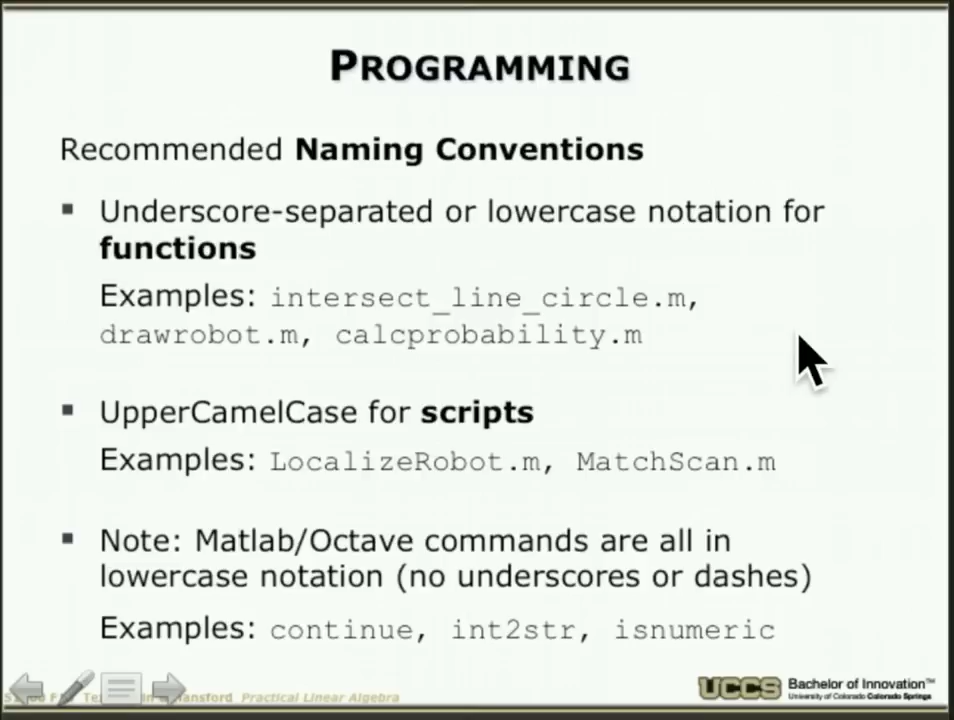 PROGRAMMING
Recommended Naming Conventions
▪ Underscore-separated or lowercase notation for
functions
Examples: intersect_line_circle.m,
drawrobot.m, calcprobability.m
▪ UpperCamelCase for scripts
Examples: LocalizeRobot.m, MatchScan.m
▪ Note: Matlab/Octave commands are all in
lowercase notation (no underscores or dashes)
Examples: continue, int2str, isnumeric
Practical Linear Algebra
UCCS Bachelor of Innovation™
University of Colorado Colorado Springs